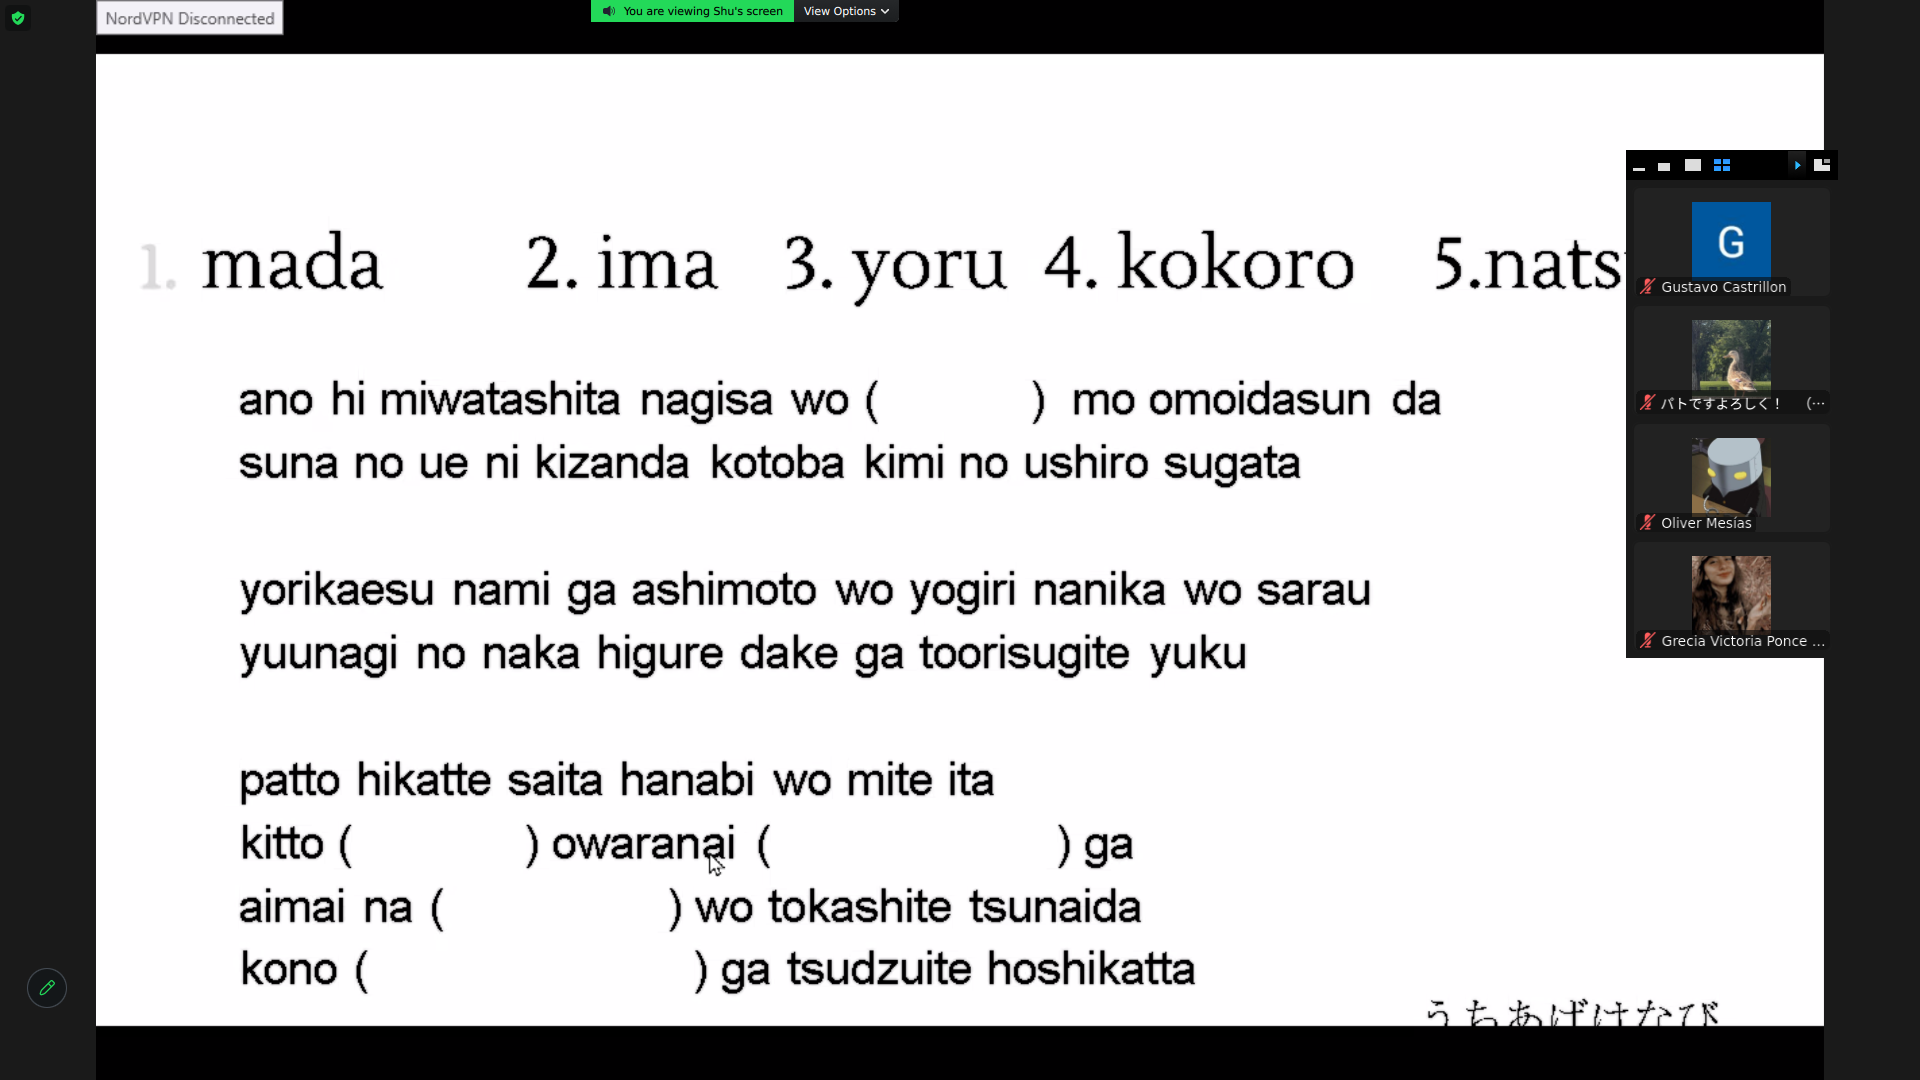 NordVPN Disconnected
You are viewing Shu's screen View Options
1. mada 2. ima 3. yoru 4. kokoro 5.nats
ano hi miwatashita nagisa wo ( ) mo omoidasun da
suna no ue ni kizanda kotoba kimi no ushiro sugata
yorikaesu nami ga ashimoto wo yogiri nanika wo sarau
yuunagi no naka higure dake ga toorisugite yuku
patto hikatte saita hanabi wo mite ita
kitto ( ) owaranai ( ) ga
aimai na ( ) wo tokashite tsunaida
kono ( ) ga tsudzuite hoshikatta
うちあげはなび
G
Gustavo Castrillon
パトですよろしく！ （…
Oliver Mesías
Grecia Victoria Ponce ...